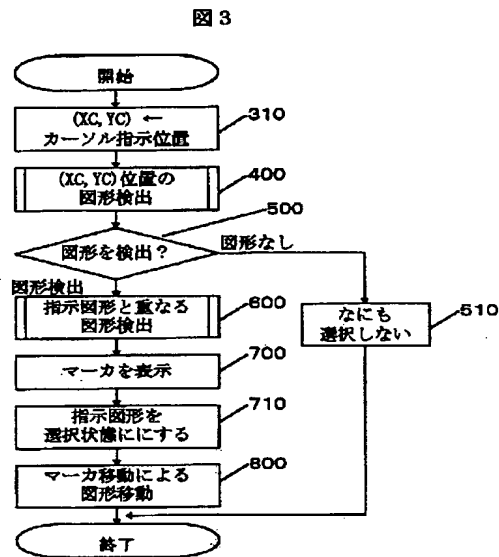 図3
開始
(XC, YC) ←
カーソル指示位置
310
(XC, YC)位置の
図形検出
400
500
図形を検出？
図形なし
図形検出
指示図形と重なる
図形検出
600
なにも
選択しない
510
マーカを表示
700
指示図形を
選択状態ににする
710
マーカ移動による
図形移動
800
終了